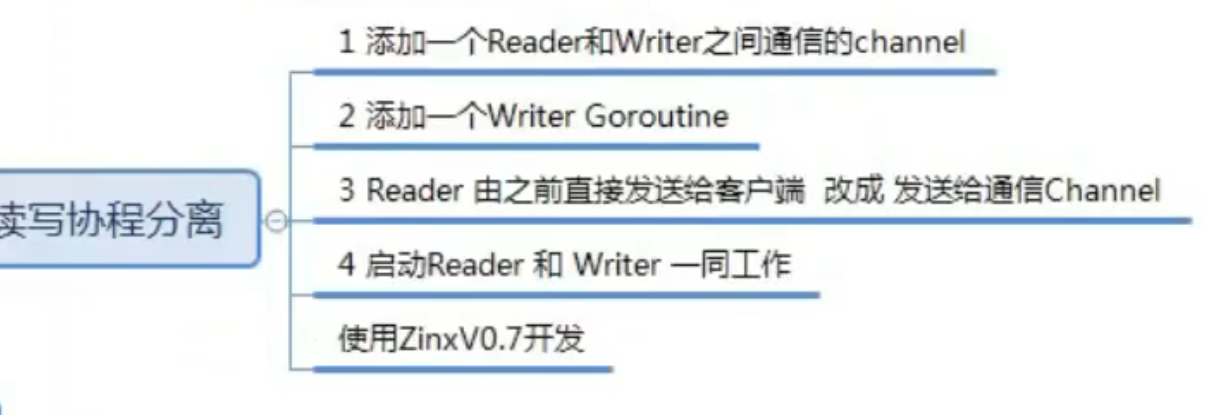 1 添加一个Reader和Writer之间通信的channel
2 添加一个Writer Goroutine
读写协程分离
3 Reader 由之前直接发送给客户端 改成 发送给通信Channel
4 启动Reader 和 Writer 一同工作
使用ZinxV0.7开发